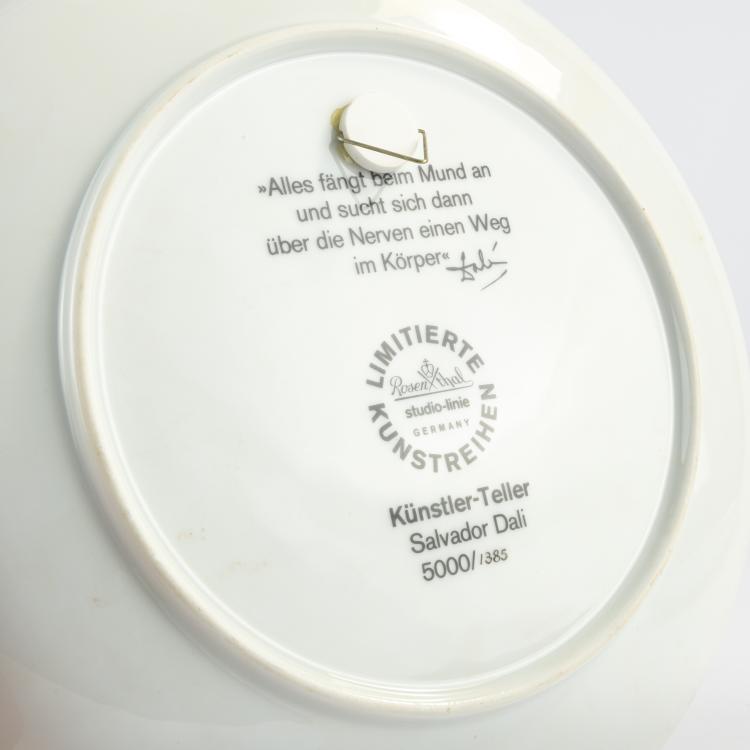 »Alles fängt beim Mund an
und sucht sich dann
über die Nerven einen Weg
im Körper« Dalí
LIMITIERTE
Rosenthal
studio-linie
GERMANY
KUNSTREIHEN
Künstler-Teller
Salvador Dali
5000/1385